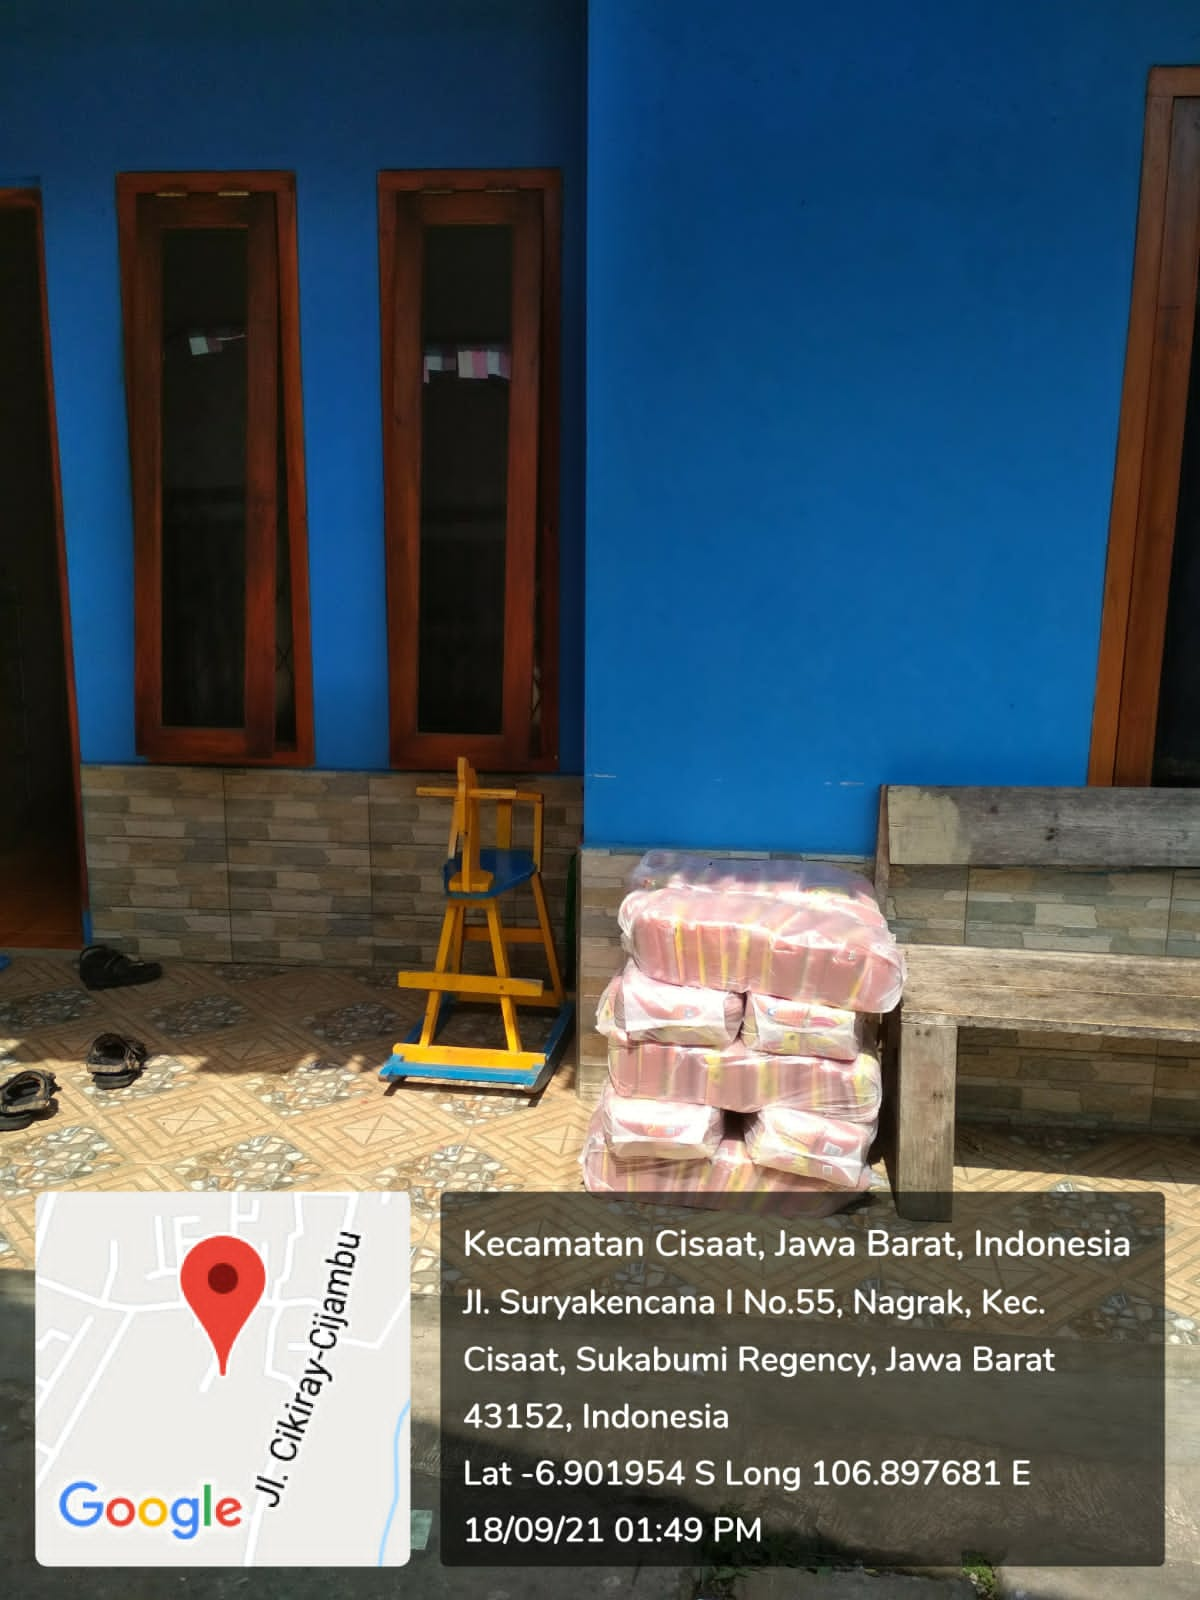 Jl. Cikiray-Cijambu
Google
Kecamatan Cisaat, Jawa Barat, Indonesia
Jl. Suryakencana I No.55, Nagrak, Kec.
Cisaat, Sukabumi Regency, Jawa Barat
43152, Indonesia
Lat -6.901954 S Long 106.897681 E
18/09/21 01:49 PM